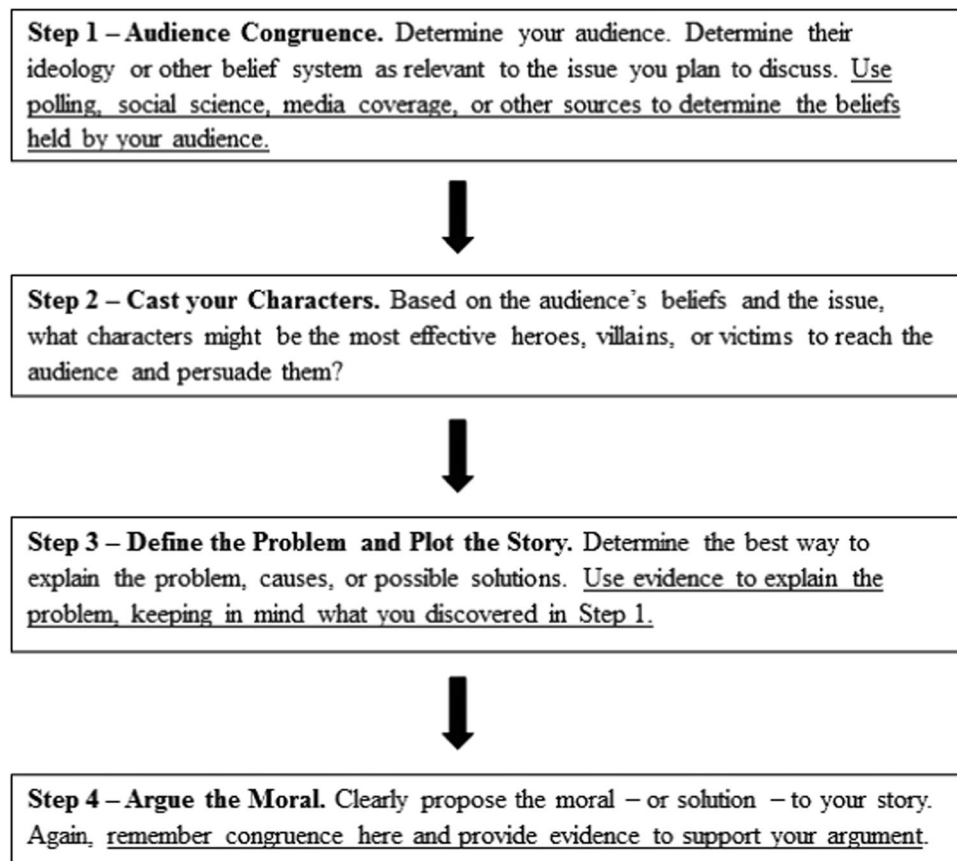 Step 1 – Audience Congruence. Determine your audience. Determine their
ideology or other belief system as relevant to the issue you plan to discuss. Use
polling, social science, media coverage, or other sources to determine the beliefs
held by your audience.
Step 2 – Cast your Characters. Based on the audience's beliefs and the issue,
what characters might be the most effective heroes, villains, or victims to reach the
audience and persuade them?
Step 3 – Define the Problem and Plot the Story. Determine the best way to
explain the problem, causes, or possible solutions. Use evidence to explain the
problem, keeping in mind what you discovered in Step 1.
Step 4 – Argue the Moral. Clearly propose the moral – or solution – to your story.
Again, remember congruence here and provide evidence to support your argument.